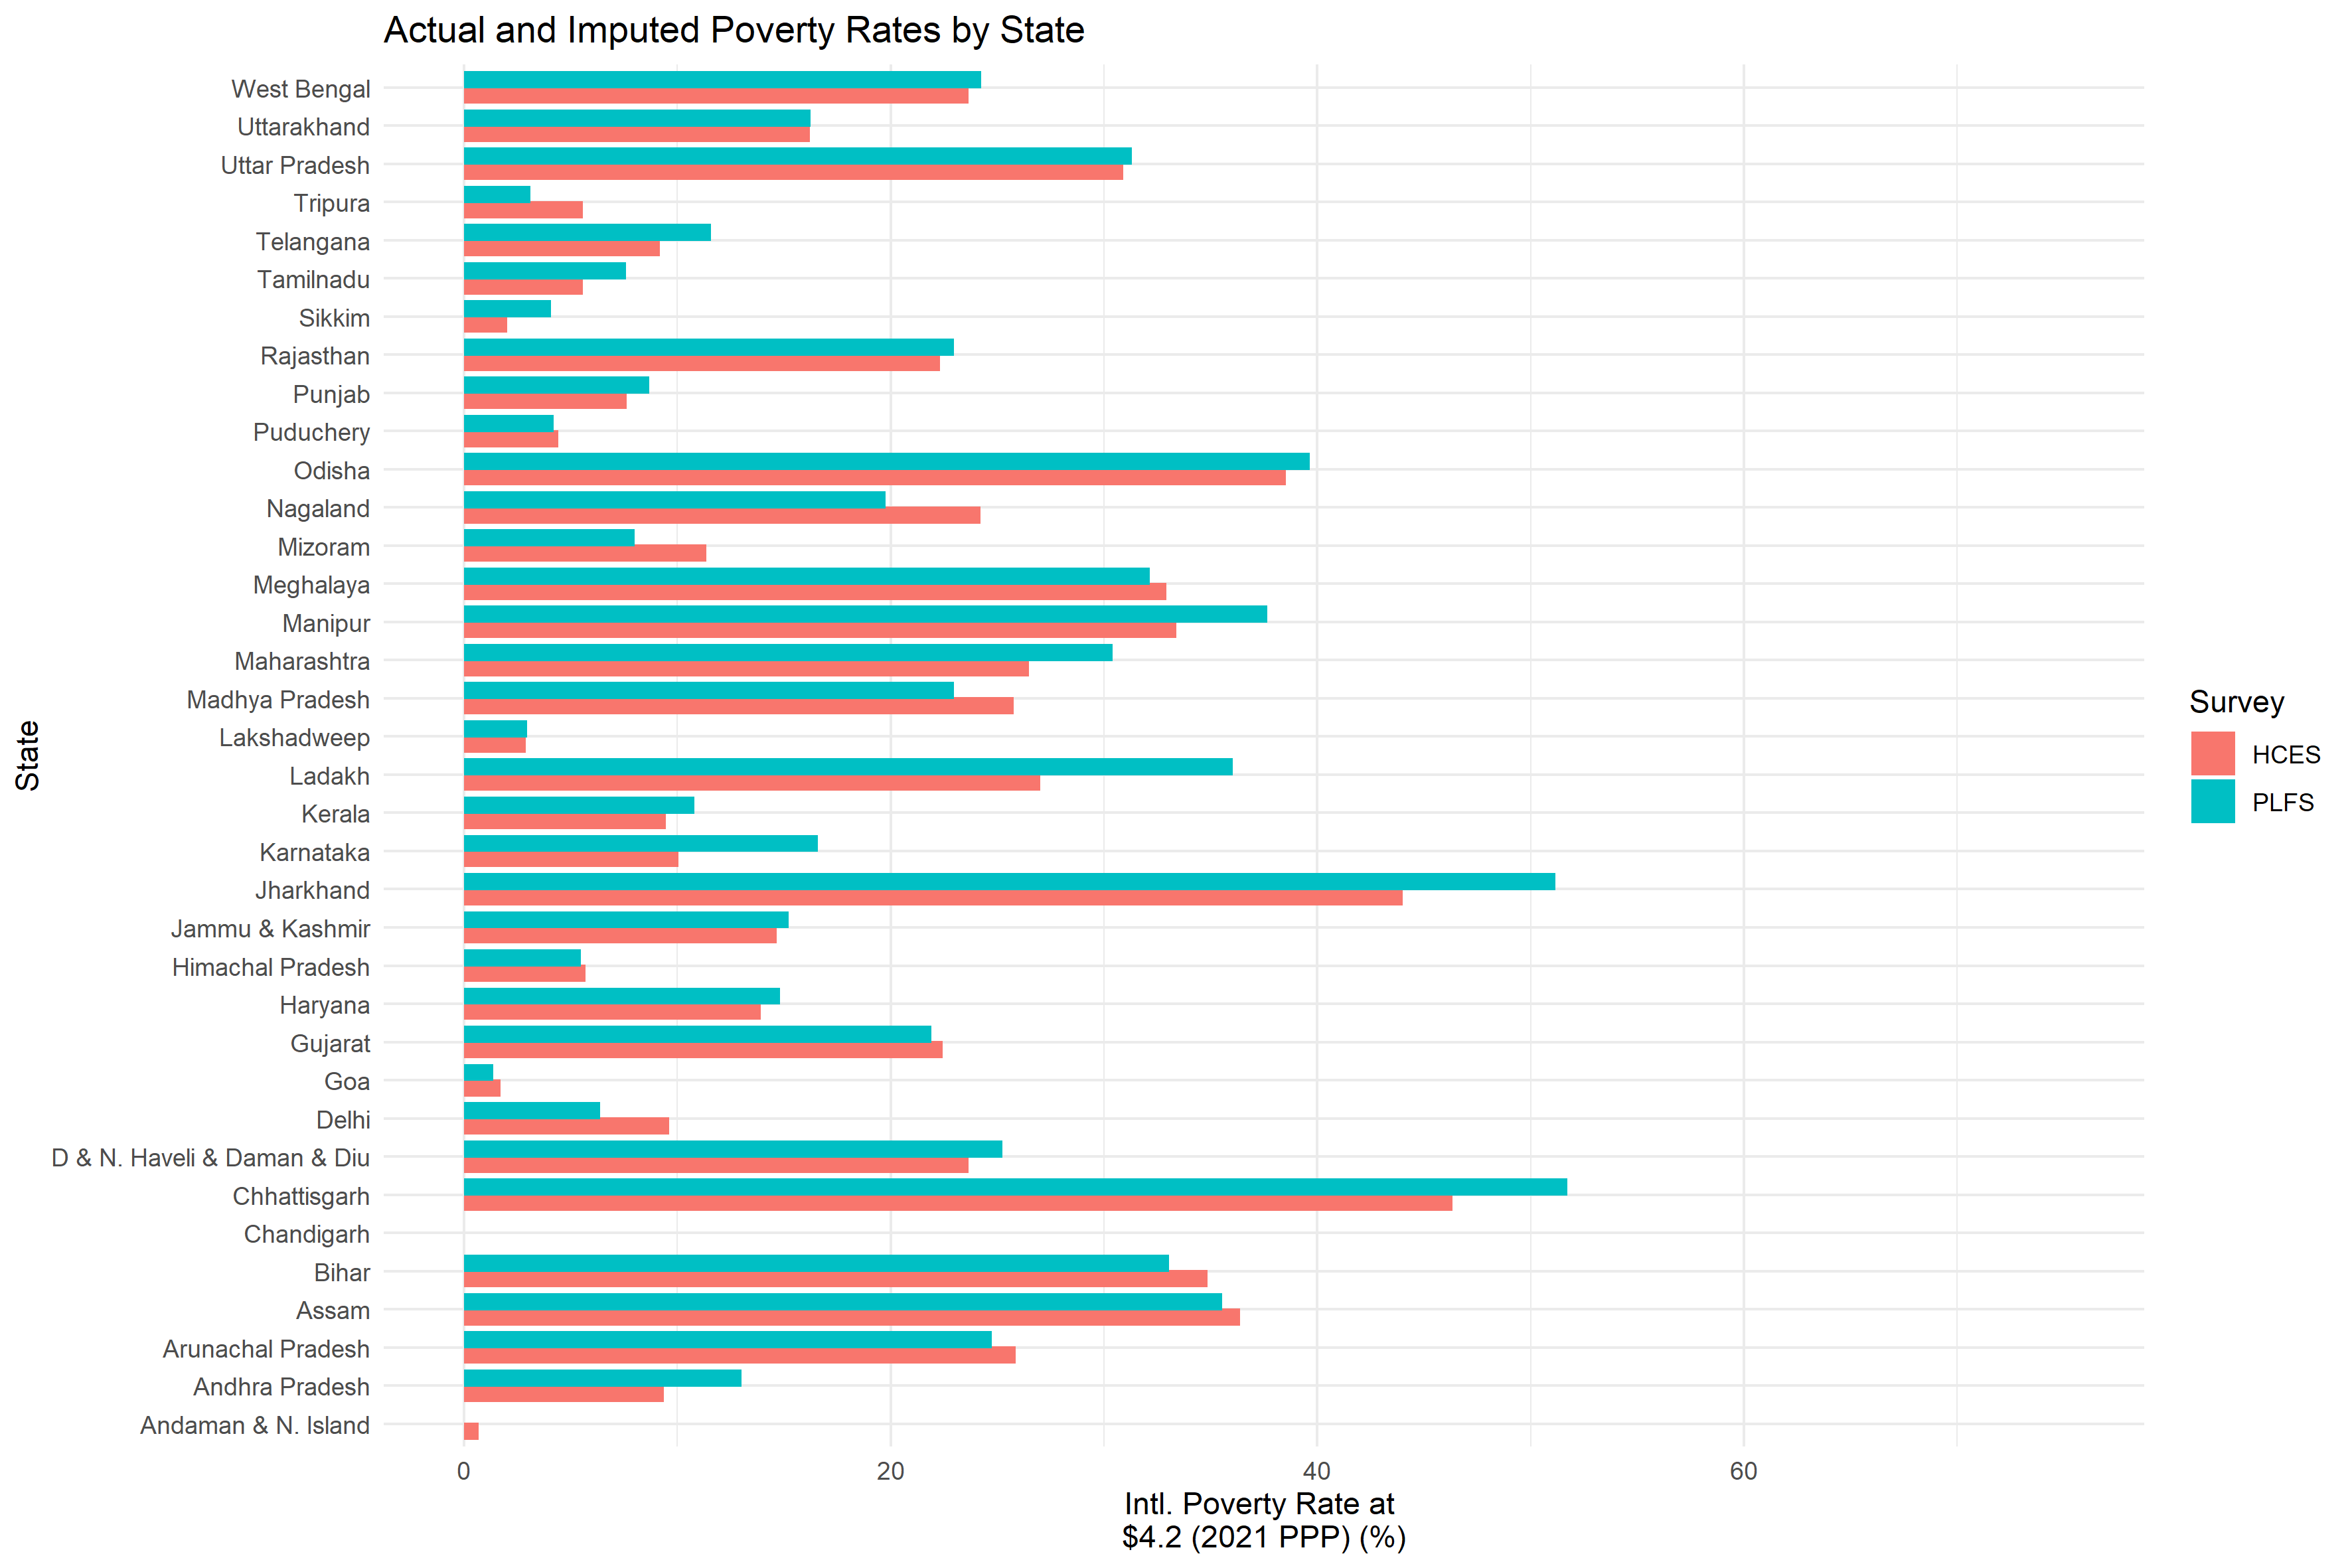 Actual and Imputed Poverty Rates by State
West Bengal
Uttarakhand
Uttar Pradesh
Tripura
Telangana
Tamilnadu
Sikkim
Rajasthan
Punjab
Puduchery
Odisha
Nagaland
Mizoram
Meghalaya
Manipur
Maharashtra
Madhya Pradesh
Lakshadweep
Ladakh
Kerala
Karnataka
Jharkhand
Jammu & Kashmir
Himachal Pradesh
Haryana
Gujarat
Goa
Delhi
D & N. Haveli & Daman & Diu
Chhattisgarh
Chandigarh
Bihar
Assam
Arunachal Pradesh
Andhra Pradesh
Andaman & N. Island
State
0 20 40 60
Intl. Poverty Rate at
$4.2 (2021 PPP) (%)
Survey
HCES
PLFS